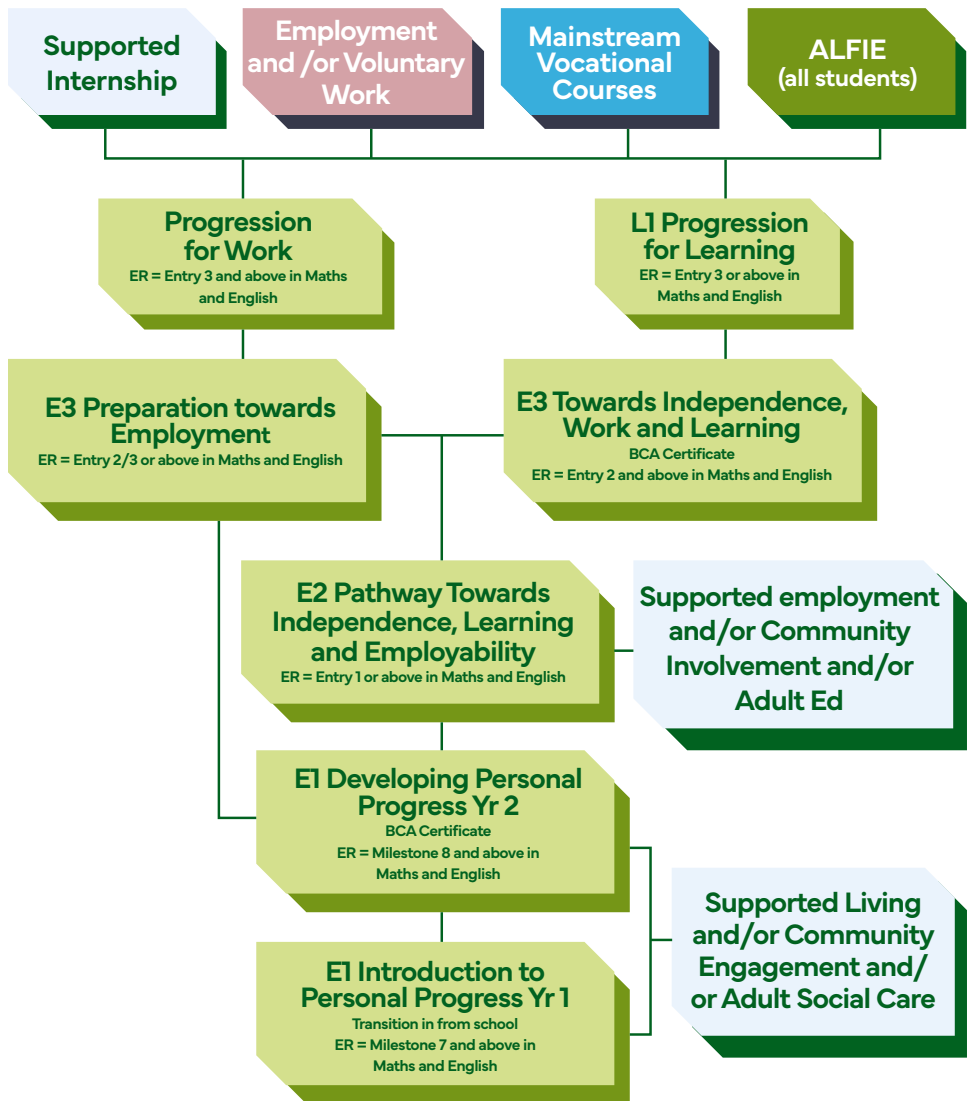 Supported
Internship
Employment
and /or Voluntary
Work
Mainstream
Vocational
Courses
ALFIE
(all students)
Progression
for Work
ER = Entry 3 and above in Maths
and English
L1 Progression
for Learning
ER = Entry 3 or above in
Maths and English
E3 Preparation towards
Employment
ER = Entry 2/3 or above in Maths and English
E3 Towards Independence,
Work and Learning
BCA Certificate
ER = Entry 2 and above in Maths and English
E2 Pathway Towards
Independence, Learning
and Employability
ER = Entry 1 or above in Maths and English
Supported employment
and/or Community
Involvement and/or
Adult Ed
E1 Developing Personal
Progress Yr 2
BCA Certificate
ER = Milestone 8 and above in
Maths and English
Supported Living
and/or Community
Engagement and/
or Adult Social Care
E1 Introduction to
Personal Progress Yr 1
Transition in from school
ER = Milestone 7 and above in
Maths and English